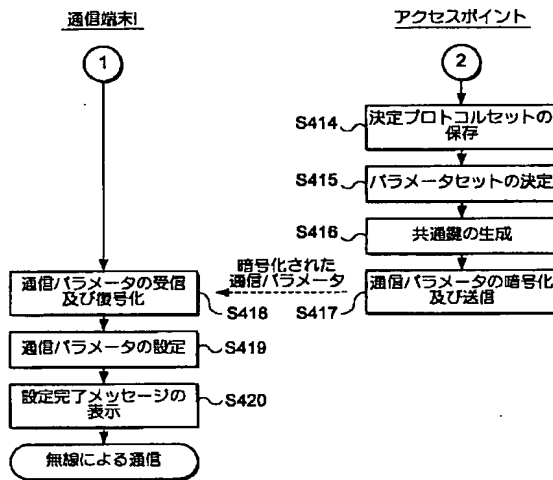 通信端末I
アクセスポイント
1
2
S414
決定プロトコルセットの
保存
S415
パラメータセットの決定
S416
共通鍵の生成
暗号化された
通信パラメータ
通信パラメータの受信
及び復号化
S418
通信パラメータの暗号化
及び送信
S417
通信パラメータの設定
S419
設定完了メッセージの
表示
S420
無線による通信